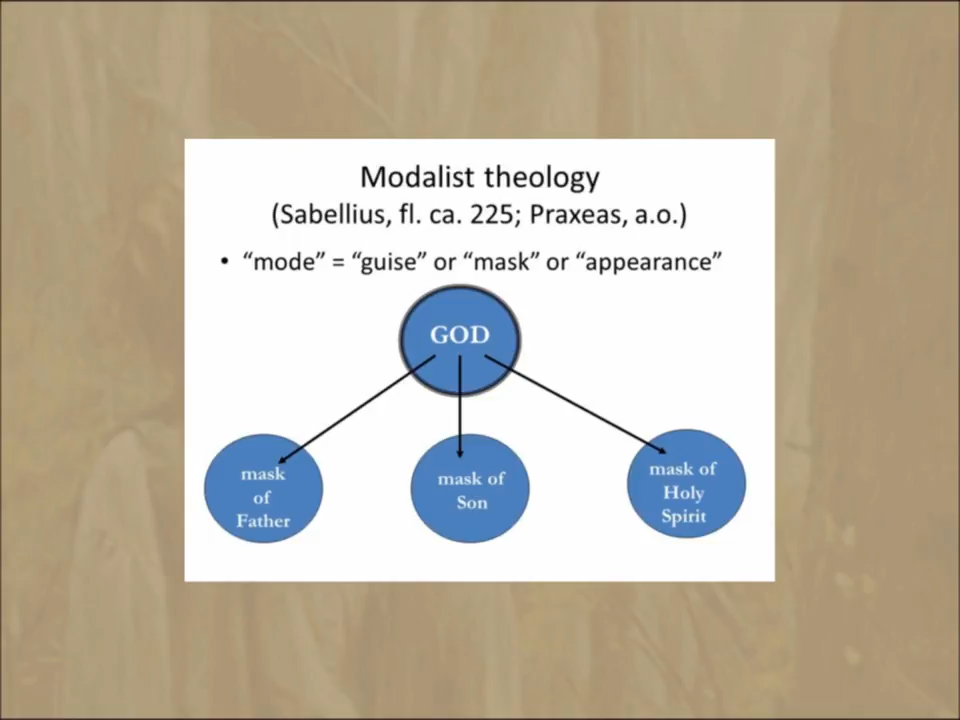 Modalist theology
(Sabellius, fl. ca. 225; Praxeas, a.o.)
• “mode” = “guise” or “mask” or “appearance”
GOD
mask
of
Father
mask of
Son
mask of
Holy
Spirit